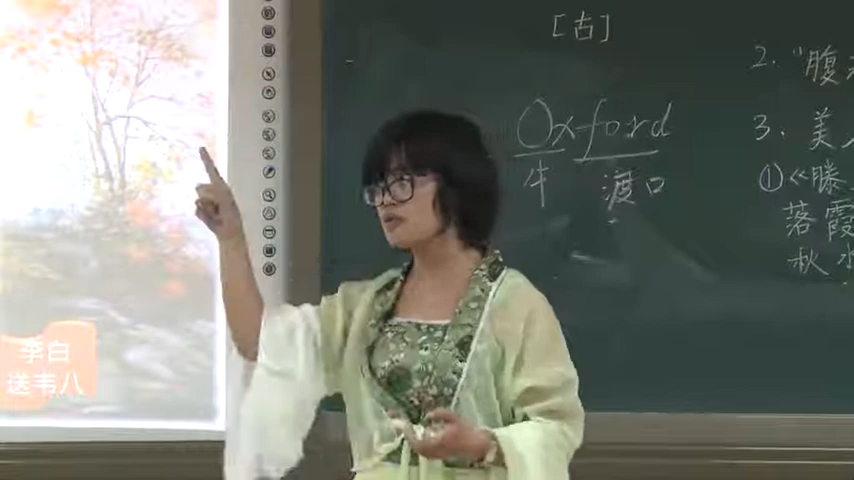 李白
送韦八
[古]
Oxford
牛 渡口
2. "腹
3. 美
①《滕
落霞
秋水